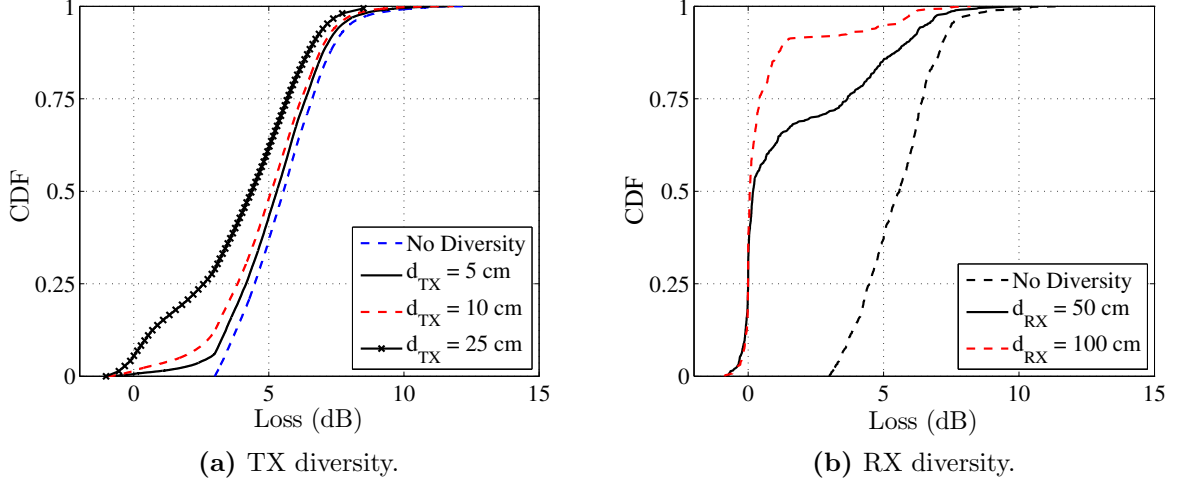 1
0.75
0.5
0.25
0
CDF
0
5
10
15
Loss (dB)
No Diversity
d_TX = 5 cm
d_TX = 10 cm
d_TX = 25 cm
(a) TX diversity.
1
0.75
0.5
0.25
0
CDF
0
5
10
15
Loss (dB)
No Diversity
d_RX = 50 cm
d_RX = 100 cm
(b) RX diversity.